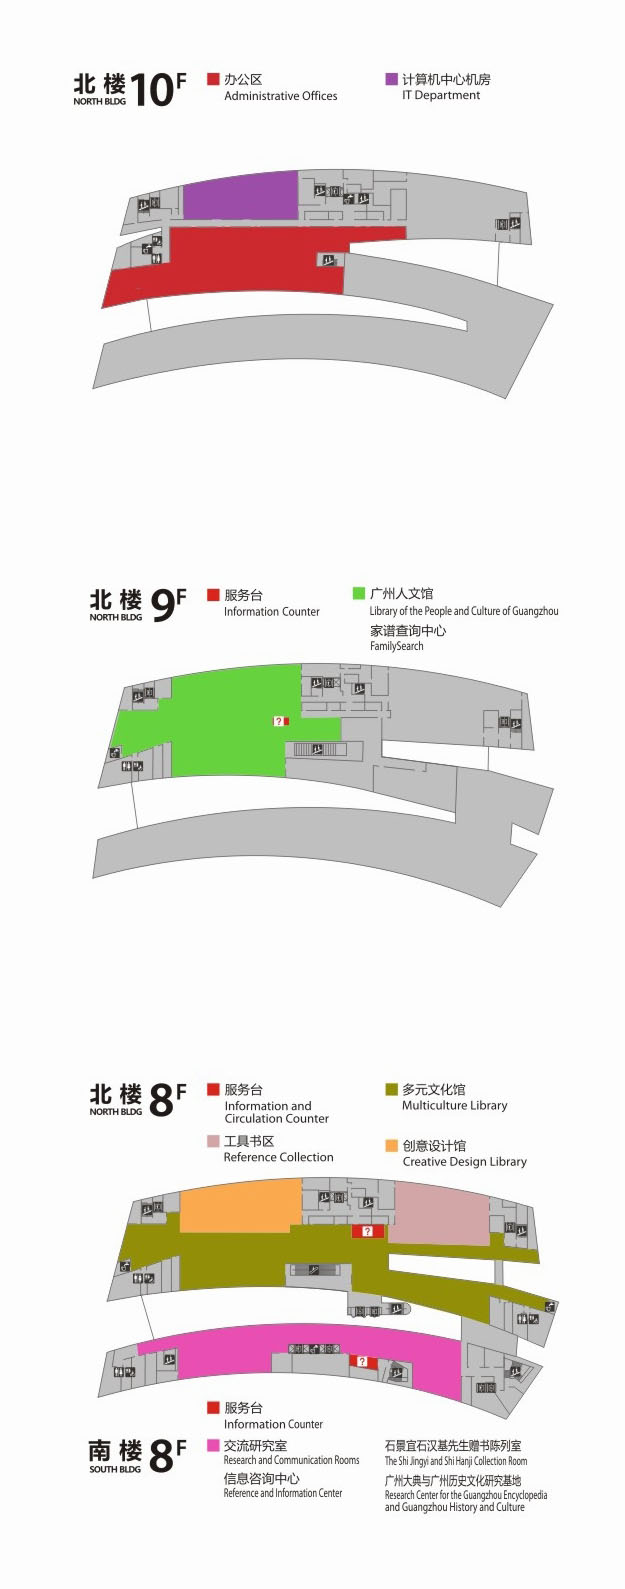 北楼 10F
NORTH BLDG
办公区
Administrative Offices
计算机中心机房
IT Department
北楼 9F
NORTH BLDG
服务台
Information Counter
广州人文馆
Library of the People and Culture of Guangzhou
家谱查询中心
FamilySearch
?
北楼 8F
NORTH BLDG
服务台
Information and
Circulation Counter
多元文化馆
Multiculture Library
工具书区
Reference Collection
创意设计馆
Creative Design Library
?
?
服务台
Information Counter
南楼 8F
SOUTH BLDG
交流研究室
Research and Communication Rooms
信息咨询中心
Reference and Information Center
石景宜石汉基先生赠书陈列室
The Shi Jingyi and Shi Hanji Collection Room
广州大典与广州历史文化研究基地
Research Center for the Guangzhou Encyclopedia
and Guangzhou History and Culture